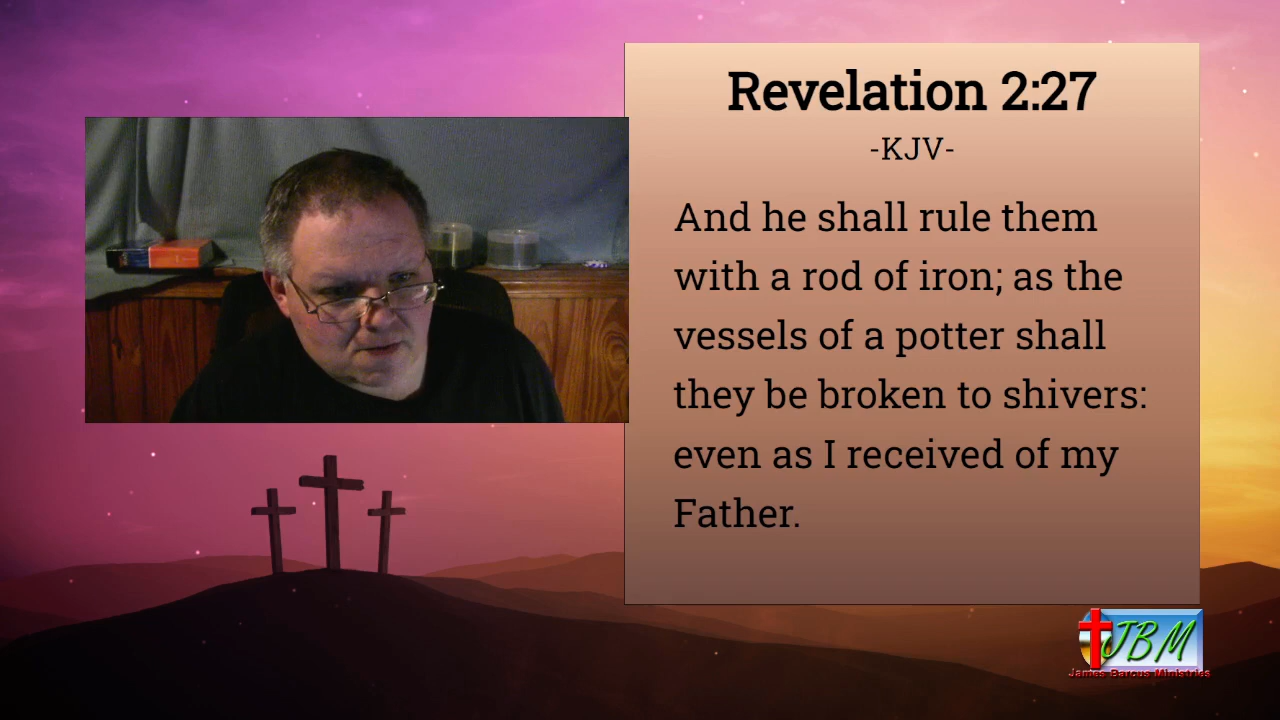 Revelation 2:27
-KJV-
And he shall rule them
with a rod of iron; as the
vessels of a potter shall
they be broken to shivers:
even as I received of my
Father.
JBM
James Barcus Ministries